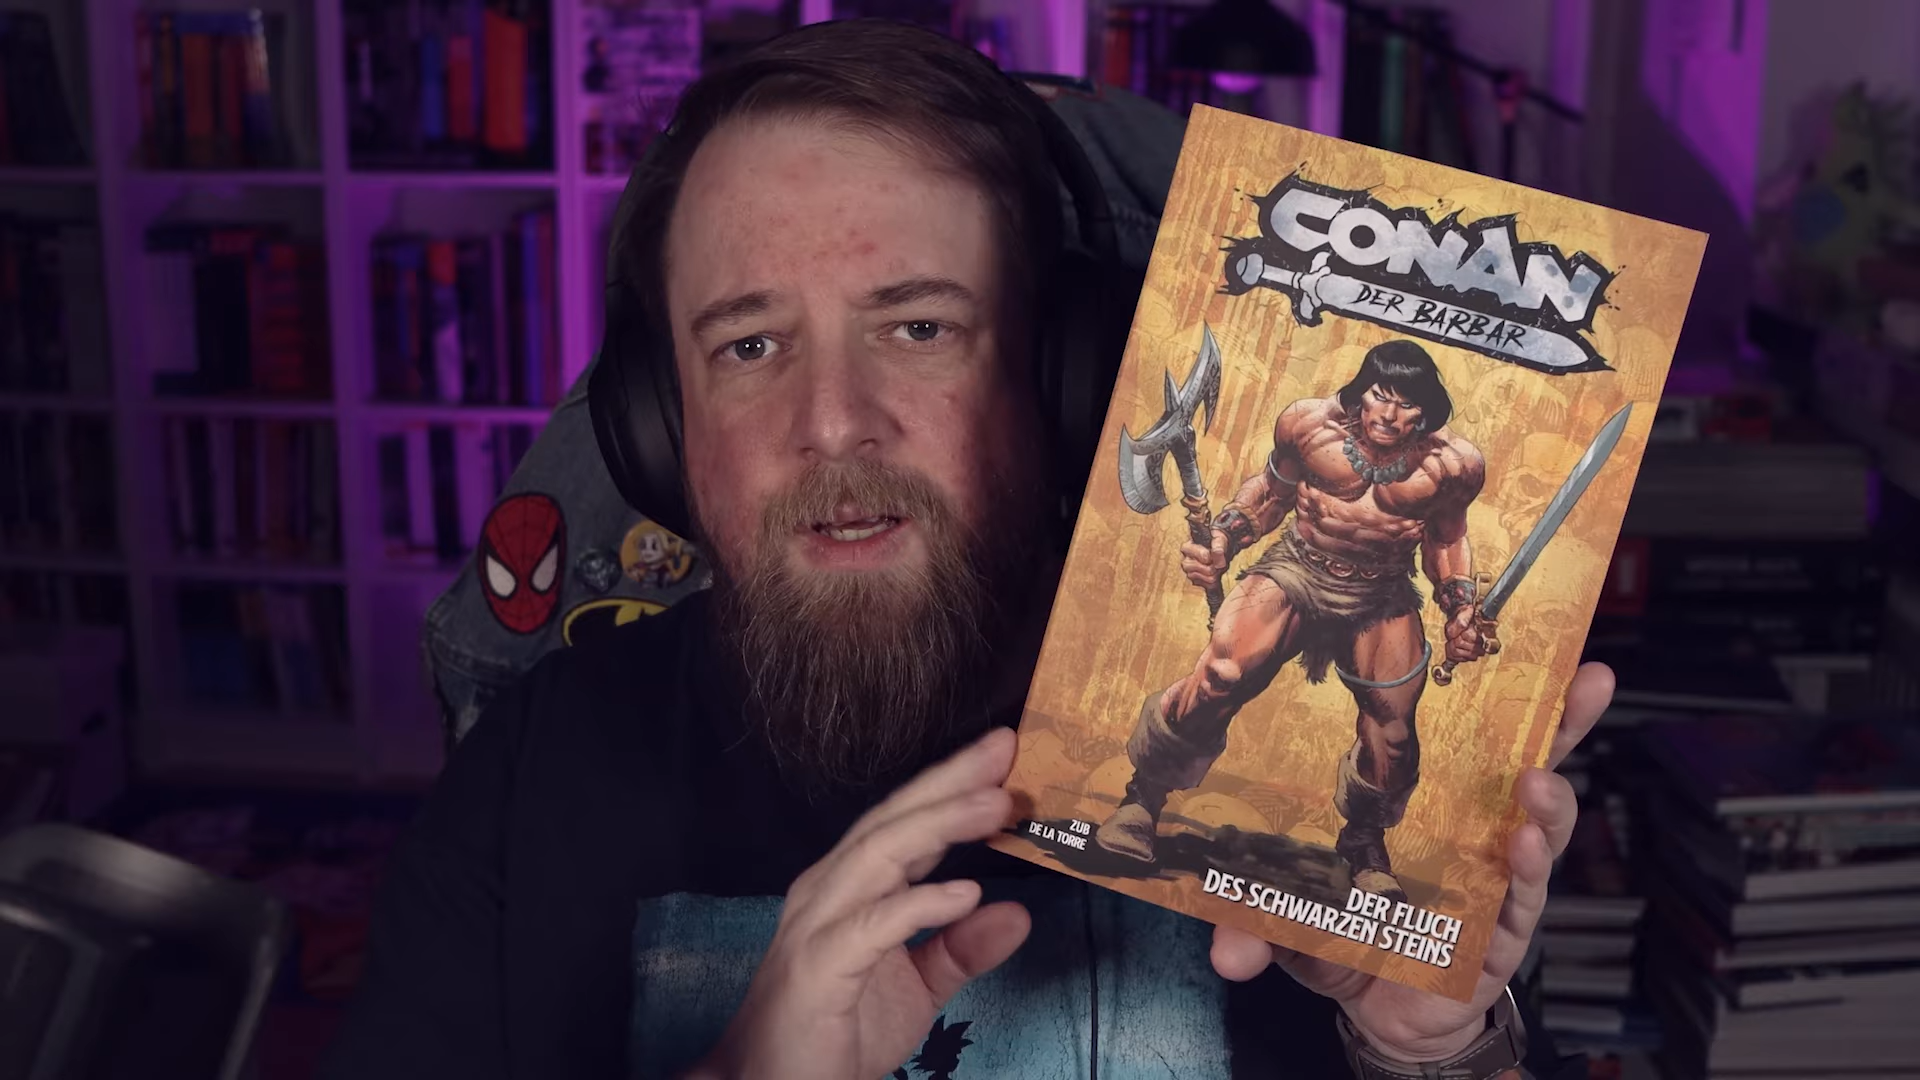 CONAN
DER BARBAR
ZUB
DE LA TORRE
DER FLUCH
DES SCHWARZEN STEINS